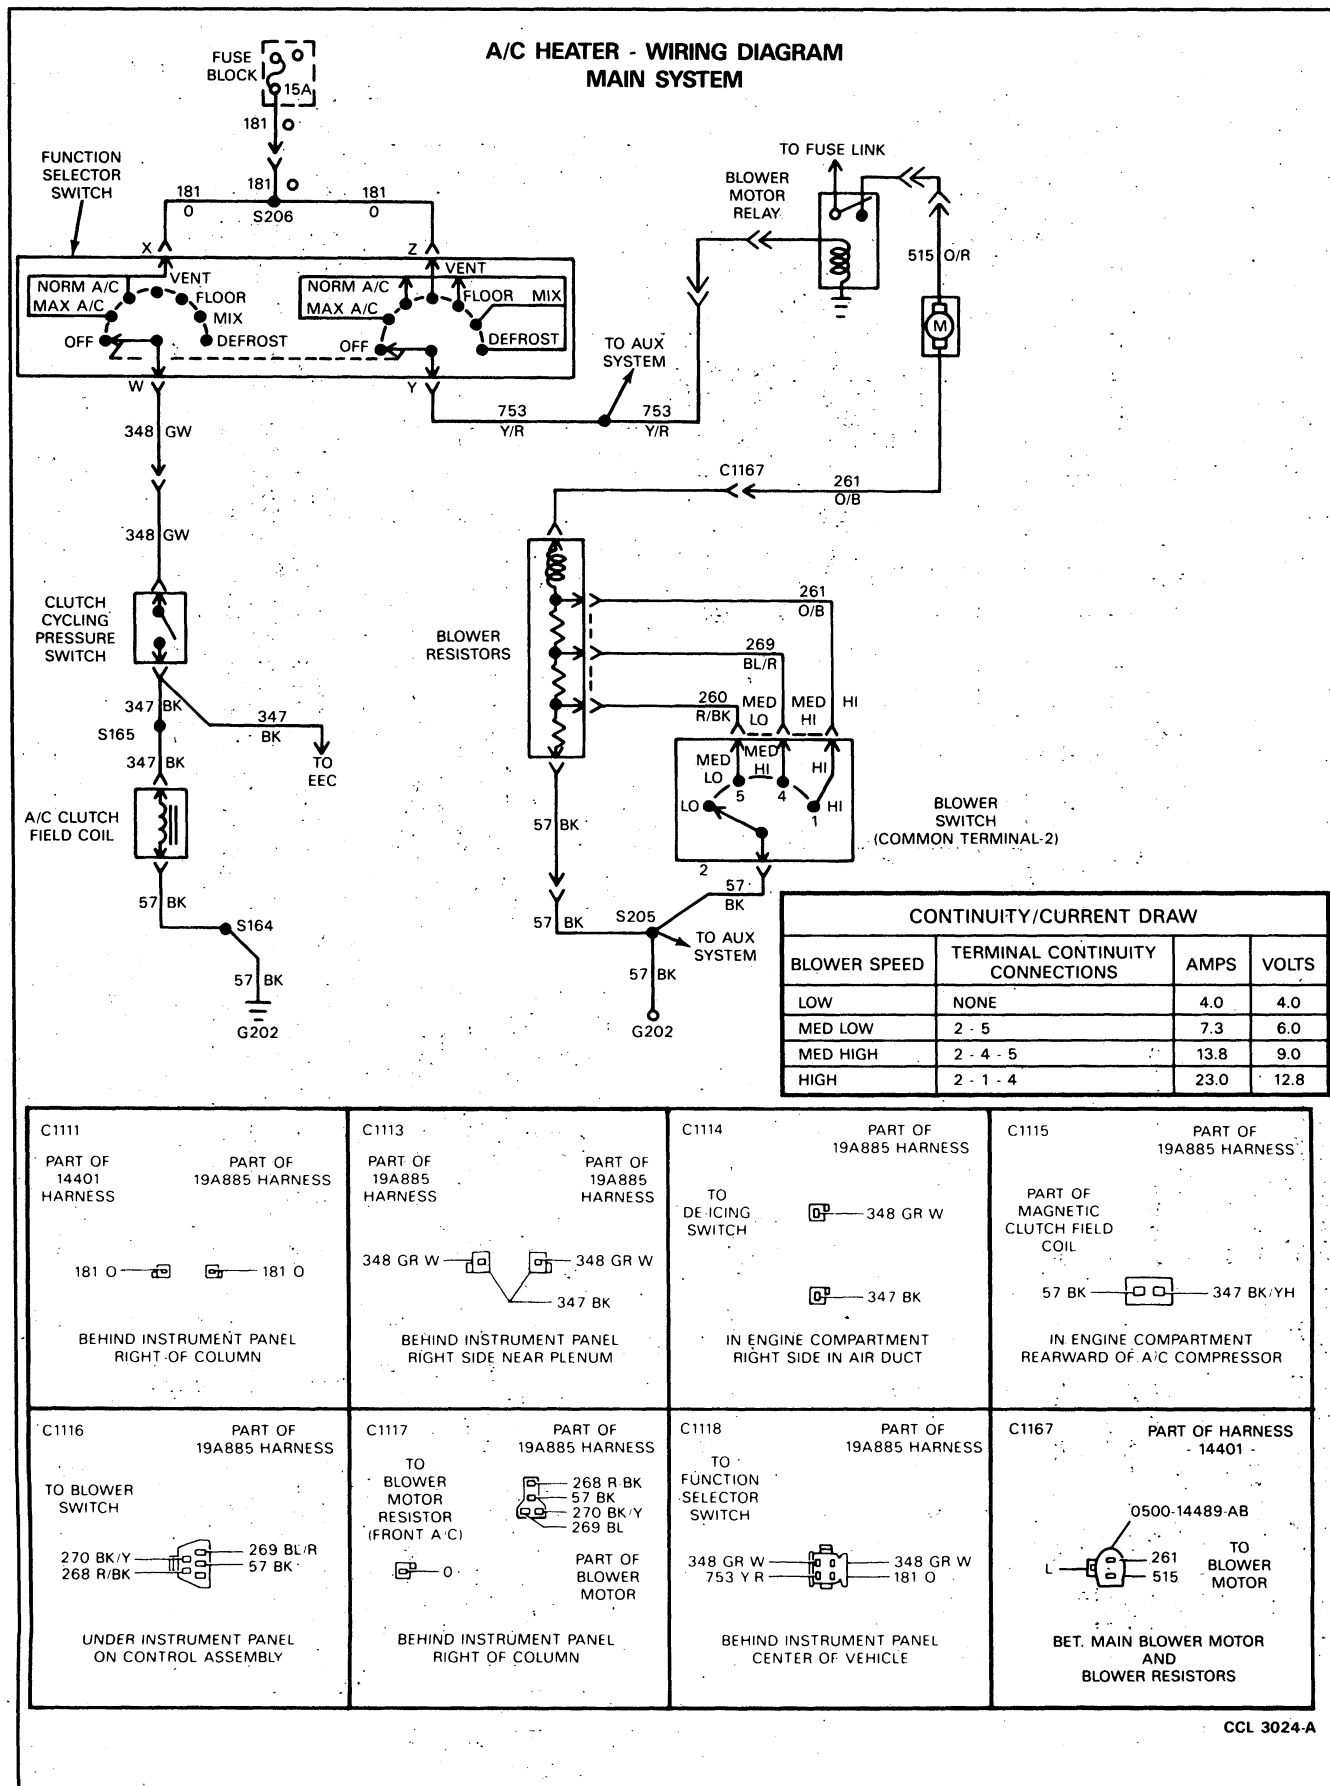 A/C HEATER - WIRING DIAGRAM
MAIN SYSTEM
FUSE
BLOCK
15A
181 O
181 O
FUNCTION
SELECTOR
SWITCH
181
O
S206
181
O
X
Z
NORM A/C
MAX A/C
OFF
VENT
FLOOR
MIX
DEFROST
NORM A/C
MAX A/C
OFF
VENT
FLOOR
MIX
DEFROST
W
Y
TO FUSE LINK
BLOWER
MOTOR
RELAY
515 O/R
M
TO AUX
SYSTEM
753
Y/R
753
Y/R
348 GW
348 GW
C1167
261
O/B
CLUTCH
CYCLING
PRESSURE
SWITCH
347 BK
S165
347 BK
347
BK
TO
EEC
A/C CLUTCH
FIELD COIL
57 BK
S164
57 BK
G202
BLOWER
RESISTORS
261
O/B
269
BL/R
260
R/BK
MED
LO
MED
HI
HI
MED
LO
MED
HI
HI
LO
5
4
1
HI
2
BLOWER
SWITCH
(COMMON TERMINAL-2)
57 BK
57 BK
57
BK
S205
TO AUX
SYSTEM
57 BK
G202
CONTINUITY/CURRENT DRAW
BLOWER SPEED TERMINAL CONTINUITY CONNECTIONS AMPS VOLTS
LOW NONE 4.0 4.0
MED LOW 2 - 5 7.3 6.0
MED HIGH 2 - 4 - 5 13.8 9.0
HIGH 2 - 1 - 4 23.0 12.8
C1111
PART OF
14401
HARNESS
PART OF
19A885 HARNESS
181 O
181 O
BEHIND INSTRUMENT PANEL
RIGHT OF COLUMN
C1113
PART OF
19A885
HARNESS
PART OF
19A885
HARNESS
348 GR W
348 GR W
347 BK
BEHIND INSTRUMENT PANEL
RIGHT SIDE NEAR PLENUM
C1114
PART OF
19A885 HARNESS
TO
DE-ICING
SWITCH
348 GR W
347 BK
IN ENGINE COMPARTMENT
RIGHT SIDE IN AIR DUCT
C1115
PART OF
19A885 HARNESS
PART OF
MAGNETIC
CLUTCH FIELD
COIL
57 BK
347 BK/YH
IN ENGINE COMPARTMENT
REARWARD OF A/C COMPRESSOR
C1116
PART OF
19A885 HARNESS
TO BLOWER
SWITCH
270 BK/Y
268 R/BK
269 BL/R
57 BK
UNDER INSTRUMENT PANEL
ON CONTROL ASSEMBLY
C1117
PART OF
19A885 HARNESS
TO
BLOWER
MOTOR
RESISTOR
(FRONT A/C)
268 R-BK
57 BK
270 BK/Y
269 BL
O
PART OF
BLOWER
MOTOR
BEHIND INSTRUMENT PANEL
RIGHT OF COLUMN
C1118
PART OF
19A885 HARNESS
TO
FUNCTION
SELECTOR
SWITCH
348 GR W
753 Y R
348 GR W
181 O
BEHIND INSTRUMENT PANEL
CENTER OF VEHICLE
C1167
PART OF HARNESS
- 14401 -
0500-14489-AB
L
261
515
TO
BLOWER
MOTOR
BET. MAIN BLOWER MOTOR
AND
BLOWER RESISTORS
CCL 3024-A